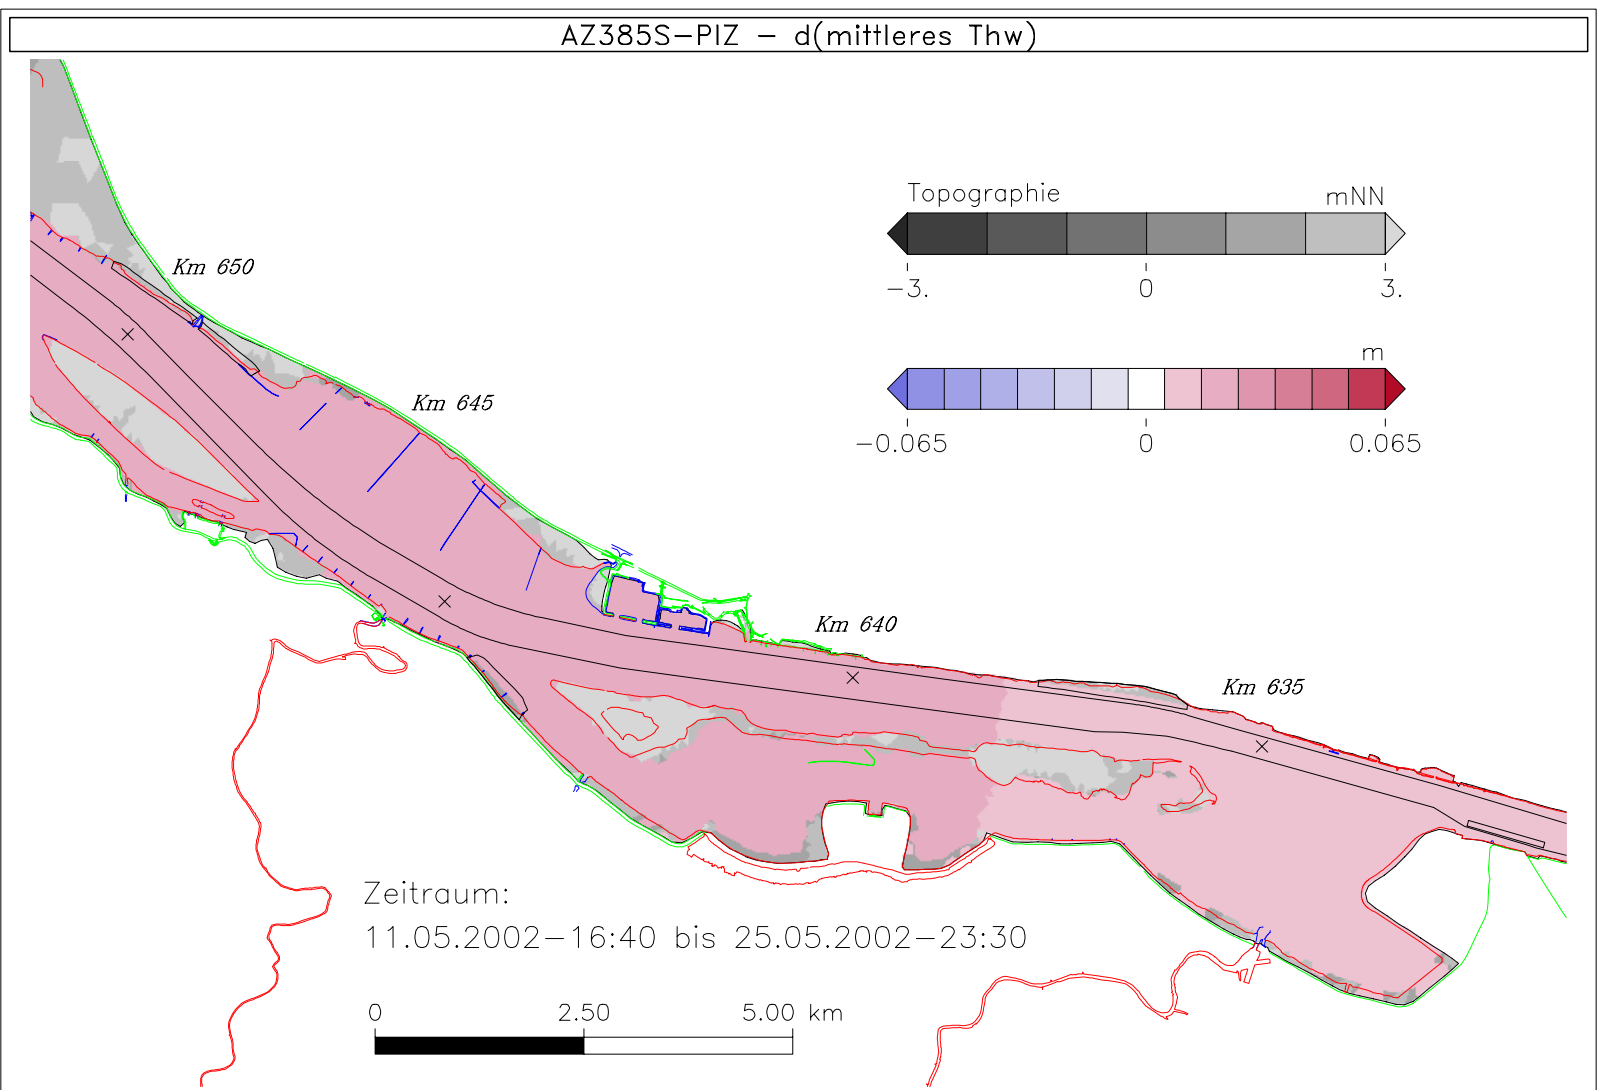 AZ385S-PIZ - d(mittleres Thw)
Topographie mNN
-3. 0 3.
m
-0.065 0 0.065
Km 650
Km 645
Km 640
Km 635
Zeitraum:
11.05.2002-16:40 bis 25.05.2002-23:30
0 2.50 5.00 km